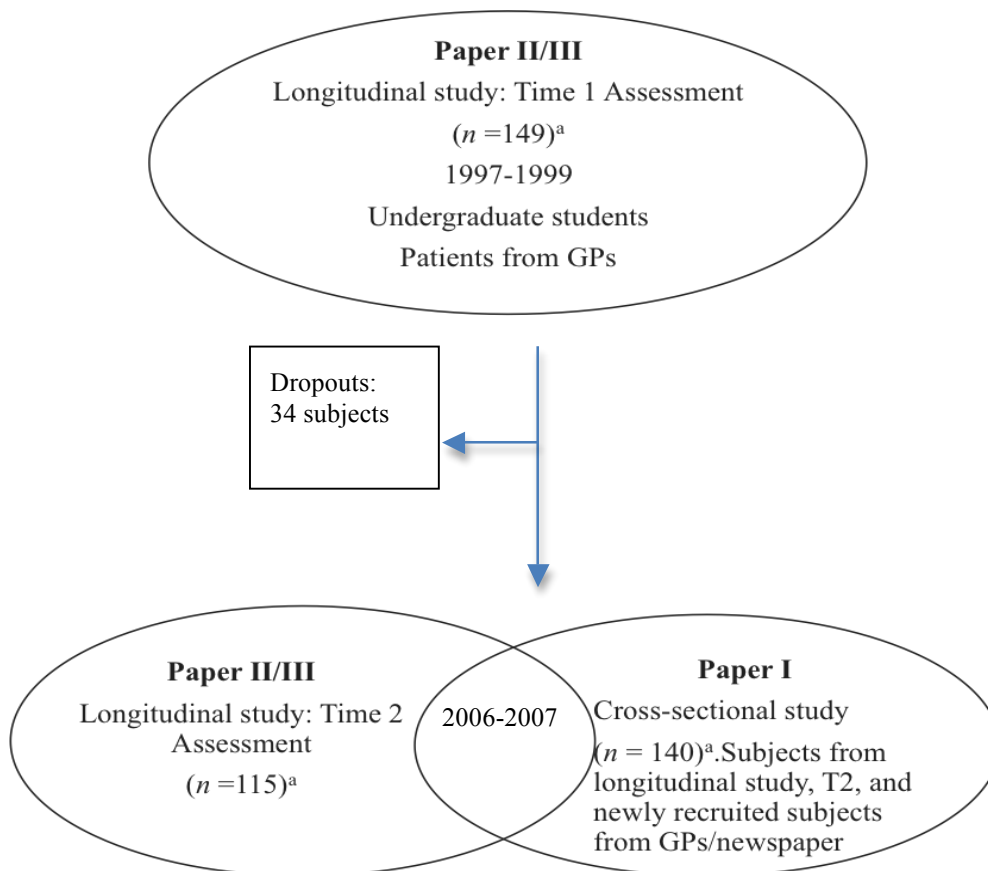 Paper II/III
Longitudinal study: Time 1 Assessment
(n =149)ᵃ
1997-1999
Undergraduate students
Patients from GPs
Dropouts:
34 subjects
Paper II/III
Longitudinal study: Time 2
Assessment
(n =115)ᵃ
2006-2007
Paper I
Cross-sectional study
(n = 140)ᵃ.Subjects from
longitudinal study, T2, and
newly recruited subjects
from GPs/newspaper